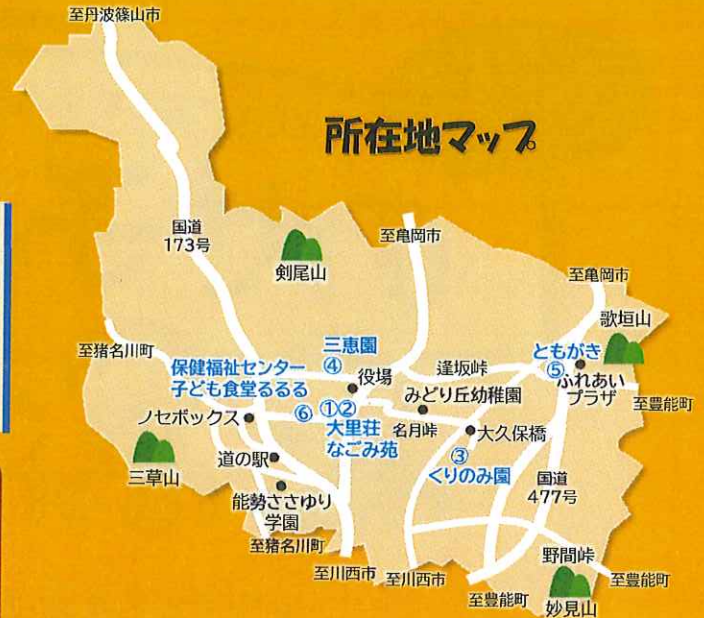 至丹波篠山市
所在地マップ
国道
173号
剣尾山
至亀岡市
至亀岡市
歌垣山
至猪名川町
保健福祉センター
子ども食堂るるる
三恵園
④
役場
逢坂峠
ともがき
⑤
ふれあい
プラザ
至豊能町
みどり丘幼稚園
ノセボックス
⑥
①②
大里荘
なごみ苑
名月峠
大久保橋
③
くりのみ園
三草山
道の駅
能勢ささゆり
学園
国道
477号
至猪名川町
至川西市
至川西市
至豊能町
野間峠
妙見山
至豊能町